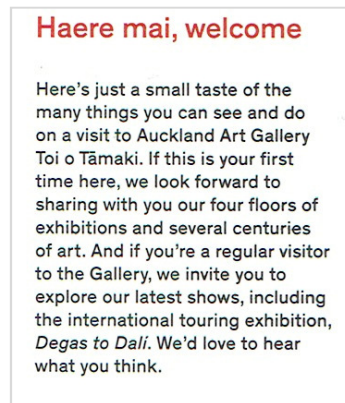 Haere mai, welcome
Here's just a small taste of the
many things you can see and do
on a visit to Auckland Art Gallery
Toi o Tāmaki. If this is your first
time here, we look forward to
sharing with you our four floors of
exhibitions and several centuries
of art. And if you're a regular visitor
to the Gallery, we invite you to
explore our latest shows, including
the international touring exhibition,
Degas to Dalí. We'd love to hear
what you think.